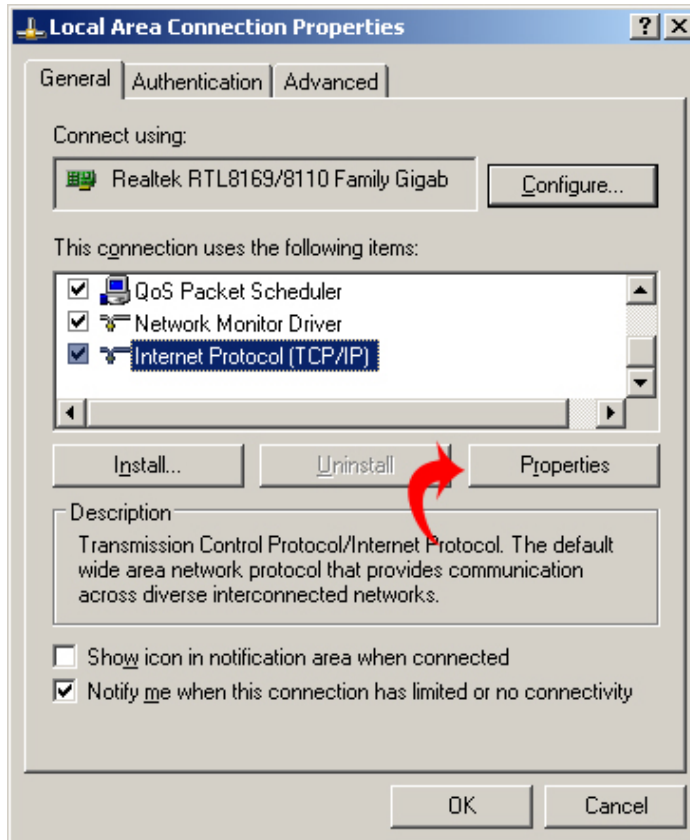 Local Area Connection Properties
General
Authentication
Advanced
Connect using:
Realtek RTL8169/8110 Family Gigab
Configure...
This connection uses the following items:
QoS Packet Scheduler
Network Monitor Driver
Internet Protocol (TCP/IP)
Install...
Uninstall
Properties
Description
Transmission Control Protocol/Internet Protocol. The default
wide area network protocol that provides communication
across diverse interconnected networks.
Show icon in notification area when connected
Notify me when this connection has limited or no connectivity
OK
Cancel